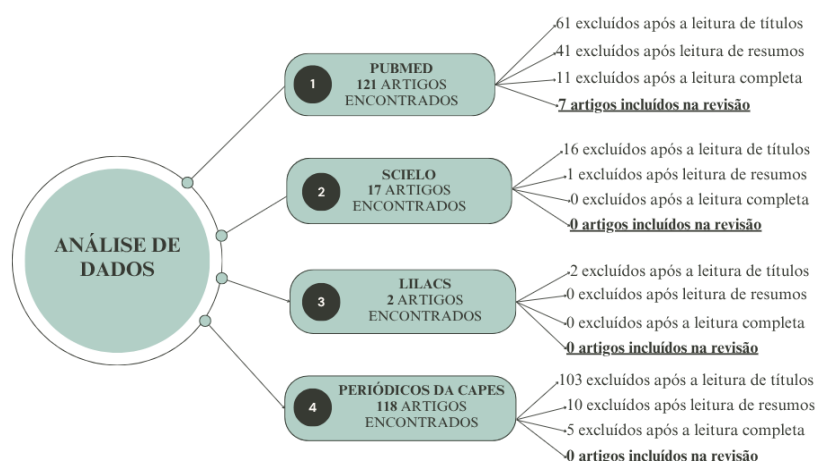 ANÁLISE DE
DADOS
1
PUBMED
121 ARTIGOS
ENCONTRADOS
61 excluídos após a leitura de títulos
41 excluídos após leitura de resumos
11 excluídos após a leitura completa
7 artigos incluídos na revisão
2
SCIELO
17 ARTIGOS
ENCONTRADOS
16 excluídos após a leitura de títulos
1 excluídos após a leitura de resumos
0 excluídos após a leitura completa
0 artigos incluídos na revisão
3
LILACS
2 ARTIGOS
ENCONTRADOS
2 excluídos após a leitura de títulos
0 excluídos após leitura de resumos
0 excluídos após a leitura completa
0 artigos incluídos na revisão
4
PERIÓDICOS DA CAPES
118 ARTIGOS
ENCONTRADOS
103 excluídos após a leitura de títulos
10 excluídos após leitura de resumos
5 excluídos após a leitura completa
0 artigos incluídos na revisão